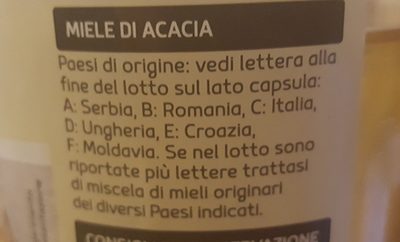 MIELE DI ACACIA
Paesi di origine: vedi lettera alla
fine del lotto sul lato capsula:
A: Serbia, B: Romania, C: Italia,
D: Ungheria, E: Croazia,
F: Moldavia. Se nel lotto sono
riportate più lettere trattasi
di miscela di mieli originari
dei diversi Paesi indicati.